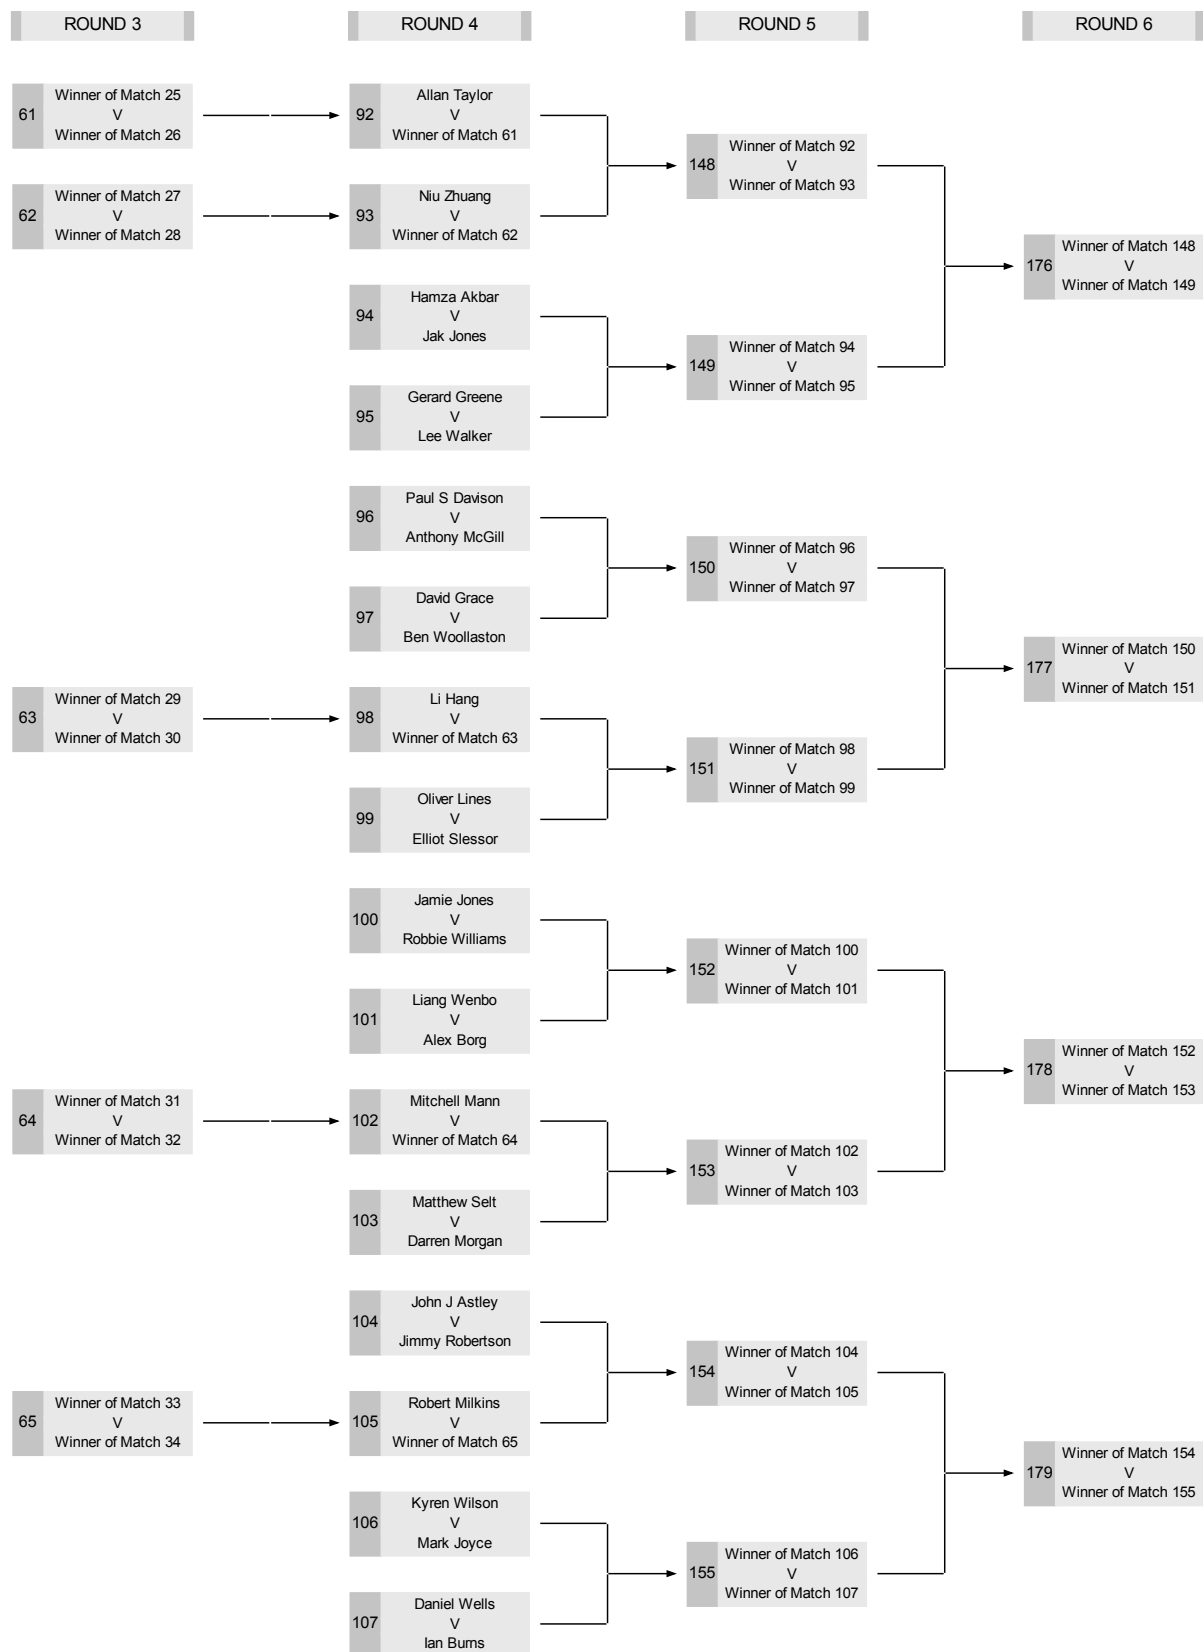 ROUND 3
ROUND 4
ROUND 5
ROUND 6
61
Winner of Match 25
V
Winner of Match 26
62
Winner of Match 27
V
Winner of Match 28
63
Winner of Match 29
V
Winner of Match 30
64
Winner of Match 31
V
Winner of Match 32
65
Winner of Match 33
V
Winner of Match 34
92
Allan Taylor
V
Winner of Match 61
93
Niu Zhuang
V
Winner of Match 62
94
Hamza Akbar
V
Jak Jones
95
Gerard Greene
V
Lee Walker
96
Paul S Davison
V
Anthony McGill
97
David Grace
V
Ben Woollaston
98
Li Hang
V
Winner of Match 63
99
Oliver Lines
V
Elliot Slessor
100
Jamie Jones
V
Robbie Williams
101
Liang Wenbo
V
Alex Borg
102
Mitchell Mann
V
Winner of Match 64
103
Matthew Selt
V
Darren Morgan
104
John J Astley
V
Jimmy Robertson
105
Robert Milkins
V
Winner of Match 65
106
Kyren Wilson
V
Mark Joyce
107
Daniel Wells
V
Ian Burns
148
Winner of Match 92
V
Winner of Match 93
149
Winner of Match 94
V
Winner of Match 95
150
Winner of Match 96
V
Winner of Match 97
151
Winner of Match 98
V
Winner of Match 99
152
Winner of Match 100
V
Winner of Match 101
153
Winner of Match 102
V
Winner of Match 103
154
Winner of Match 104
V
Winner of Match 105
155
Winner of Match 106
V
Winner of Match 107
176
Winner of Match 148
V
Winner of Match 149
177
Winner of Match 150
V
Winner of Match 151
178
Winner of Match 152
V
Winner of Match 153
179
Winner of Match 154
V
Winner of Match 155